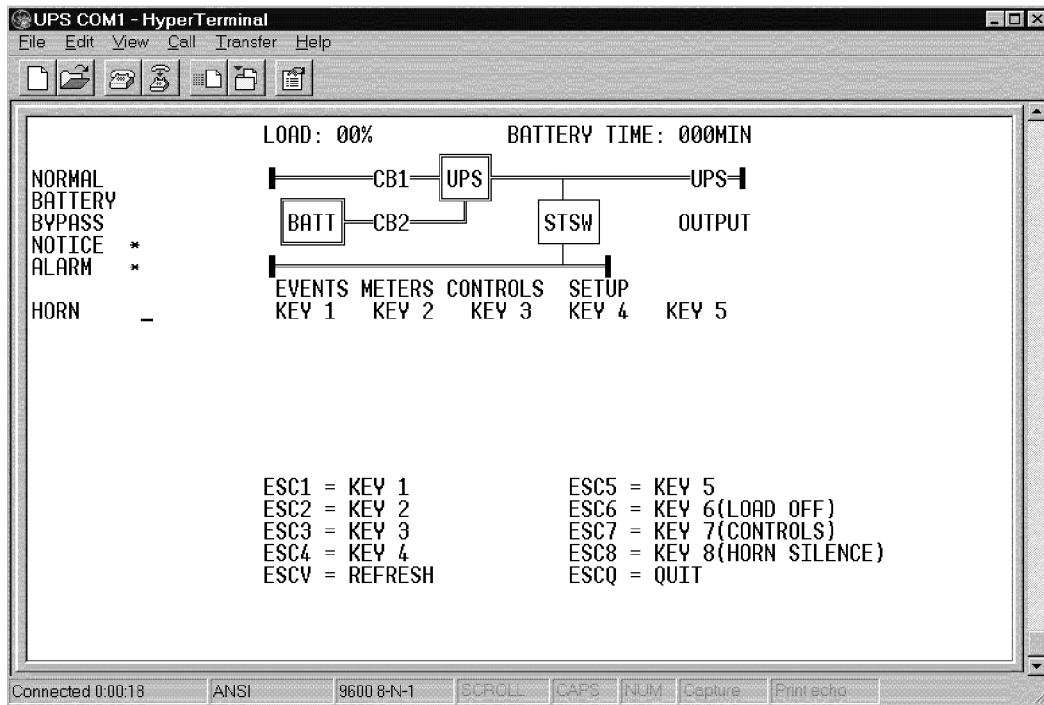 UPS COM1 - HyperTerminal
File Edit View Call Transfer Help
LOAD: 00% BATTERY TIME: 000MIN
NORMAL CB1 UPS UPS
BATTERY
BYPASS BATT CB2 STSW OUTPUT
NOTICE *
ALARM *
EVENTS METERS CONTROLS SETUP
HORN _ KEY 1 KEY 2 KEY 3 KEY 4 KEY 5
ESC1 = KEY 1 ESC5 = KEY 5
ESC2 = KEY 2 ESC6 = KEY 6(LOAD OFF)
ESC3 = KEY 3 ESC7 = KEY 7(CONTROLS)
ESC4 = KEY 4 ESC8 = KEY 8(HORN SILENCE)
ESCV = REFRESH ESCQ = QUIT
Connected 0:00:18 ANSI 9600 8-N-1 SCROLL CAPS NUM Capture Print echo